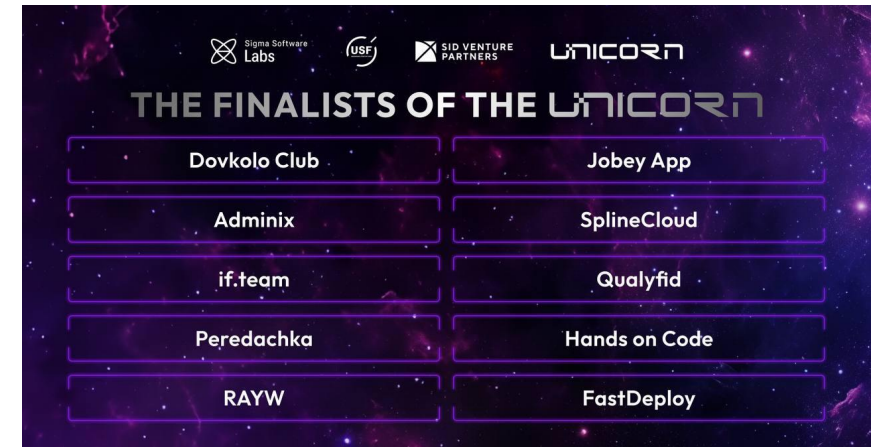 Sigma Software
Labs
USF
SID VENTURE
PARTNERS
UNICORN
THE FINALISTS OF THE UNICORN
Dovkolo Club
Jobey App
Adminix
SplineCloud
if.team
Qualyfid
Peredachka
Hands on Code
RAYW
FastDeploy